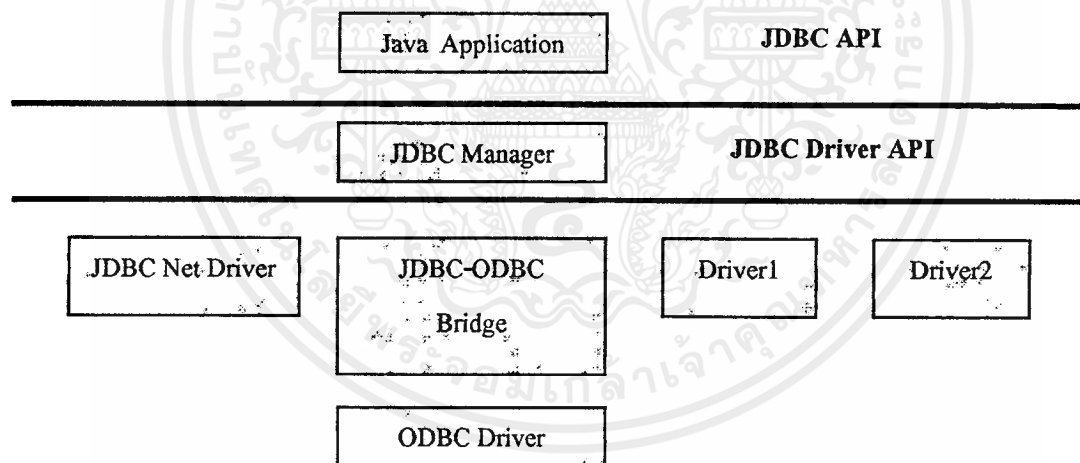 Java Application
JDBC API
JDBC Manager
JDBC Driver API
JDBC Net Driver
JDBC-ODBC
Bridge
Driver1
Driver2
ODBC Driver